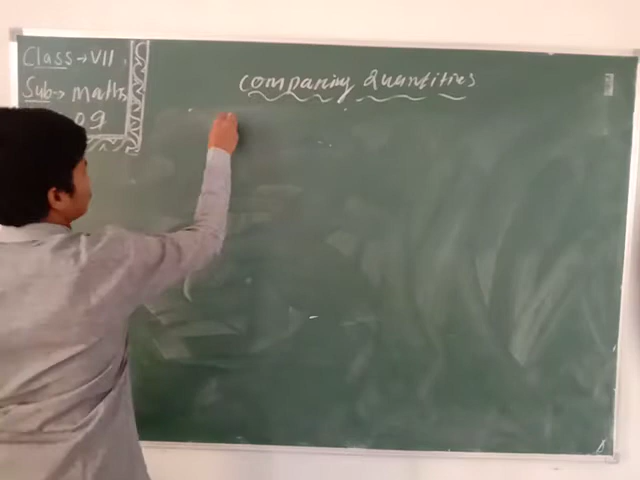 Class → VII
Sub → Maths
09
Comparing Quantities